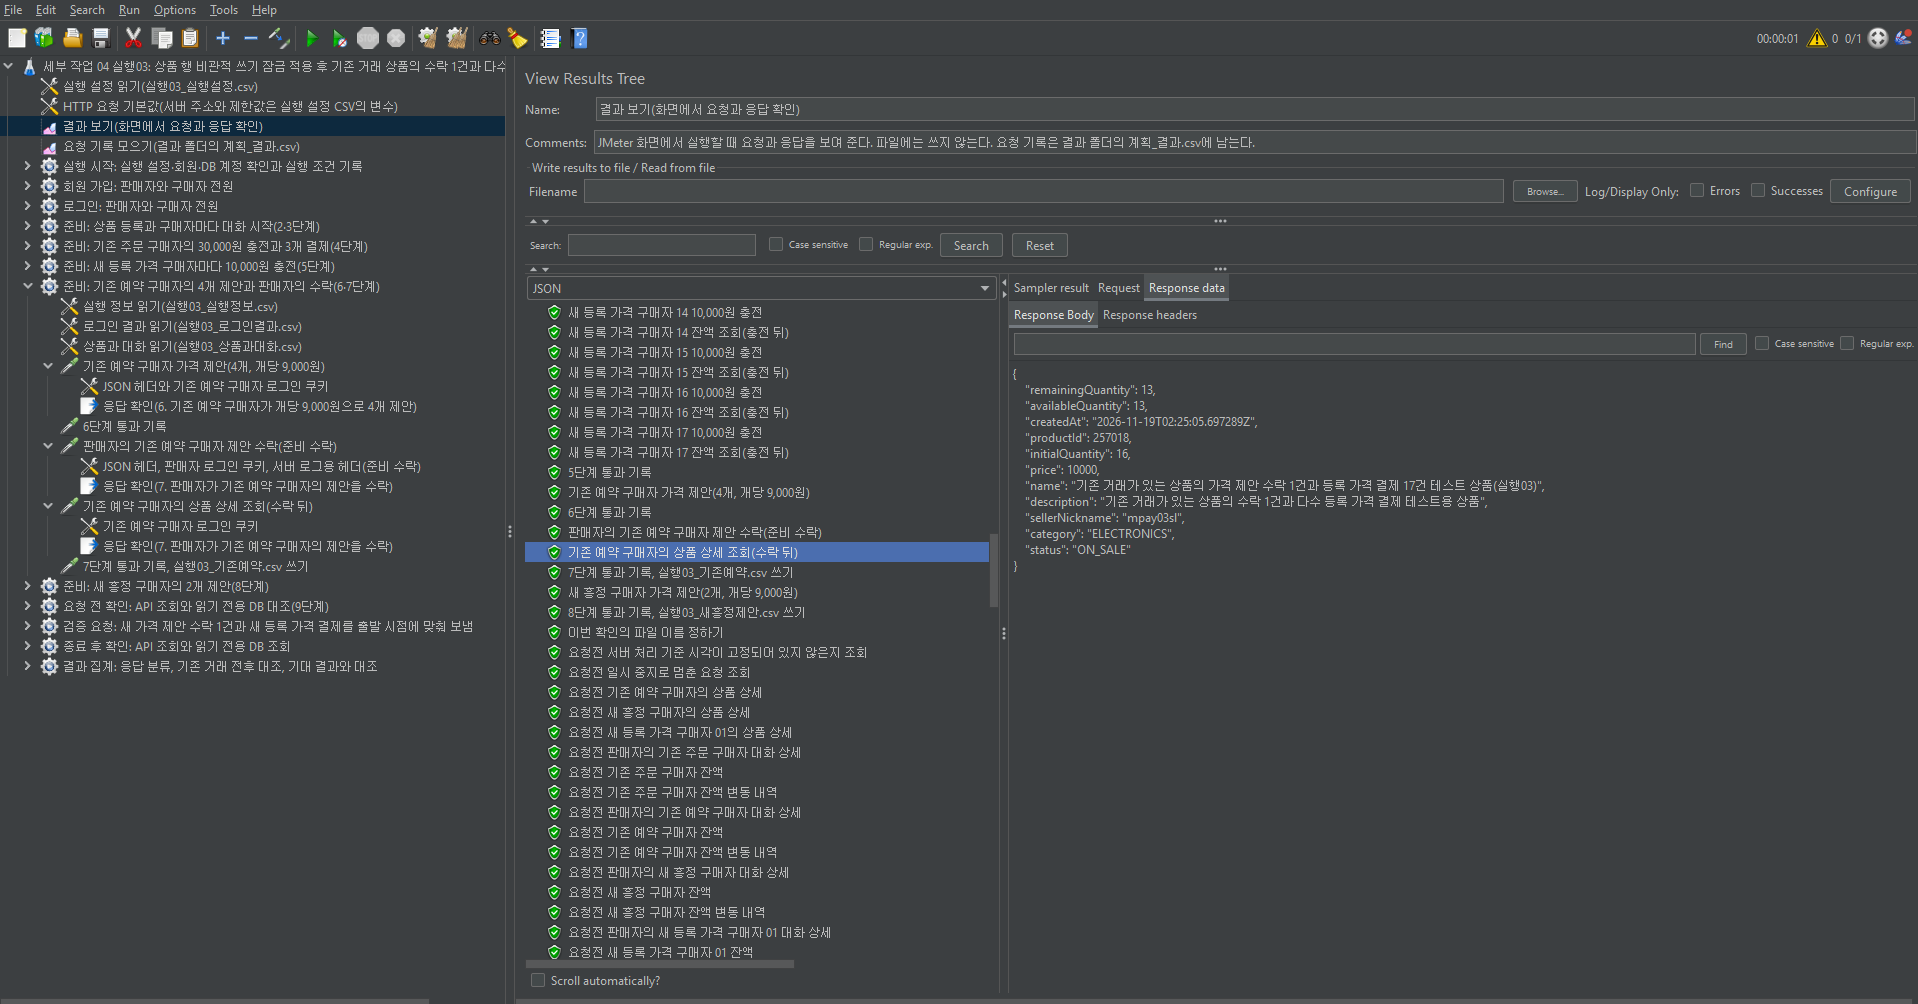 File Edit Search Run Options Tools Help
00:00:01 0 0/1
세부 작업 04 실행03: 상품 행 비관적 쓰기 잠금 적용 후 기존 거래 상품의 수락 1건과 다수
실행 설정 읽기(실행03_실행설정.csv)
HTTP 요청 기본값(서버 주소와 제한값은 실행 설정 CSV의 변수)
결과 보기(화면에서 요청과 응답 확인)
요청 기록 모으기(결과 폴더의 계획_결과.csv)
실행 시작: 실행 설정·회원·DB 계정 확인과 실행 조건 기록
회원 가입: 판매자와 구매자 전원
로그인: 판매자와 구매자 전원
준비: 상품 등록과 구매자마다 대화 시작(2·3단계)
준비: 기존 주문 구매자의 30,000원 충전과 3개 결제(4단계)
준비: 새 등록 가격 구매자마다 10,000원 충전(5단계)
준비: 기존 예약 구매자의 4개 제안과 판매자의 수락(6·7단계)
실행 정보 읽기(실행03_실행정보.csv)
로그인 결과 읽기(실행03_로그인결과.csv)
상품과 대화 읽기(실행03_상품과대화.csv)
기존 예약 구매자 가격 제안(4개, 개당 9,000원)
JSON 헤더와 기존 예약 구매자 로그인 쿠키
응답 확인(6. 기존 예약 구매자가 개당 9,000원으로 4개 제안)
6단계 통과 기록
판매자의 기존 예약 구매자 제안 수락(준비 수락)
JSON 헤더, 판매자 로그인 쿠키, 서버 로그용 헤더(준비 수락)
응답 확인(7. 판매자가 기존 예약 구매자의 제안을 수락)
기존 예약 구매자의 상품 상세 조회(수락 뒤)
기존 예약 구매자 로그인 쿠키
응답 확인(7. 판매자가 기존 예약 구매자의 제안을 수락)
7단계 통과 기록, 실행03_기존예약.csv 쓰기
준비: 새 흥정 구매자의 2개 제안(8단계)
요청 전 확인: API 조회와 읽기 전용 DB 대조(9단계)
검증 요청: 새 가격 제안 수락 1건과 새 등록 가격 결제를 출발 시점에 맞춰 보냄
종료 후 확인: API 조회와 읽기 전용 DB 조회
결과 집계: 응답 분류, 기존 거래 전후 대조, 기대 결과와 대조
View Results Tree
Name: 결과 보기(화면에서 요청과 응답 확인)
Comments: JMeter 화면에서 실행할 때 요청과 응답을 보여 준다. 파일에는 쓰지 않는다. 요청 기록은 결과 폴더의 계획_결과.csv에 남는다.
Write results to file / Read from file
Filename Browse... Log/Display Only: Errors Successes Configure
Search: Case sensitive Regular exp. Search Reset
JSON
새 등록 가격 구매자 14 10,000원 충전
새 등록 가격 구매자 14 잔액 조회(충전 뒤)
새 등록 가격 구매자 15 10,000원 충전
새 등록 가격 구매자 15 잔액 조회(충전 뒤)
새 등록 가격 구매자 16 10,000원 충전
새 등록 가격 구매자 16 잔액 조회(충전 뒤)
새 등록 가격 구매자 17 10,000원 충전
새 등록 가격 구매자 17 잔액 조회(충전 뒤)
5단계 통과 기록
기존 예약 구매자 가격 제안(4개, 개당 9,000원)
6단계 통과 기록
판매자의 기존 예약 구매자 제안 수락(준비 수락)
기존 예약 구매자의 상품 상세 조회(수락 뒤)
7단계 통과 기록, 실행03_기존예약.csv 쓰기
새 흥정 구매자 가격 제안(2개, 개당 9,000원)
8단계 통과 기록, 실행03_새흥정제안.csv 쓰기
이번 확인의 파일 이름 정하기
요청전 서버 처리 기준 시각이 고정되어 있지 않은지 조회
요청전 일시 중지로 멈춘 요청 조회
요청전 기존 예약 구매자의 상품 상세
요청전 새 흥정 구매자의 상품 상세
요청전 새 등록 가격 구매자 01의 상품 상세
요청전 판매자의 기존 주문 구매자 대화 상세
요청전 기존 주문 구매자 잔액
요청전 기존 주문 구매자 잔액 변동 내역
요청전 판매자의 기존 예약 구매자 대화 상세
요청전 기존 예약 구매자 잔액
요청전 기존 예약 구매자 잔액 변동 내역
요청전 판매자의 새 흥정 구매자 대화 상세
요청전 새 흥정 구매자 잔액
요청전 새 흥정 구매자 잔액 변동 내역
요청전 판매자의 새 등록 가격 구매자 01 대화 상세
요청전 새 등록 가격 구매자 01 잔액
Scroll automatically?
Sampler result Request Response data
Response Body Response headers
Find Case sensitive Regular exp.
{
"remainingQuantity": 13,
"availableQuantity": 13,
"createdAt": "2026-11-19T02:25:05.697289Z",
"productId": 257018,
"initialQuantity": 16,
"price": 10000,
"name": "기존 거래가 있는 상품의 가격 제안 수락 1건과 등록 가격 결제 17건 테스트 상품(실행03)",
"description": "기존 거래가 있는 상품의 수락 1건과 다수 등록 가격 결제 테스트용 상품",
"sellerNickname": "mpay03sl",
"category": "ELECTRONICS",
"status": "ON_SALE"
}